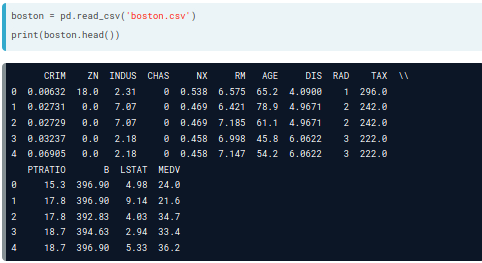 boston = pd.read_csv('boston.csv')
print(boston.head())
CRIM ZN INDUS CHAS NX RM AGE DIS RAD TAX \\
0 0.00632 18.0 2.31 0 0.538 6.575 65.2 4.0900 1 296.0
1 0.02731 0.0 7.07 0 0.469 6.421 78.9 4.9671 2 242.0
2 0.02729 0.0 7.07 0 0.469 7.185 61.1 4.9671 2 242.0
3 0.03237 0.0 2.18 0 0.458 6.998 45.8 6.0622 3 222.0
4 0.06905 0.0 2.18 0 0.458 7.147 54.2 6.0622 3 222.0
PTRATIO B LSTAT MEDV
0 15.3 396.90 4.98 24.0
1 17.8 396.90 9.14 21.6
2 17.8 392.83 4.03 34.7
3 18.7 394.63 2.94 33.4
4 18.7 396.90 5.33 36.2